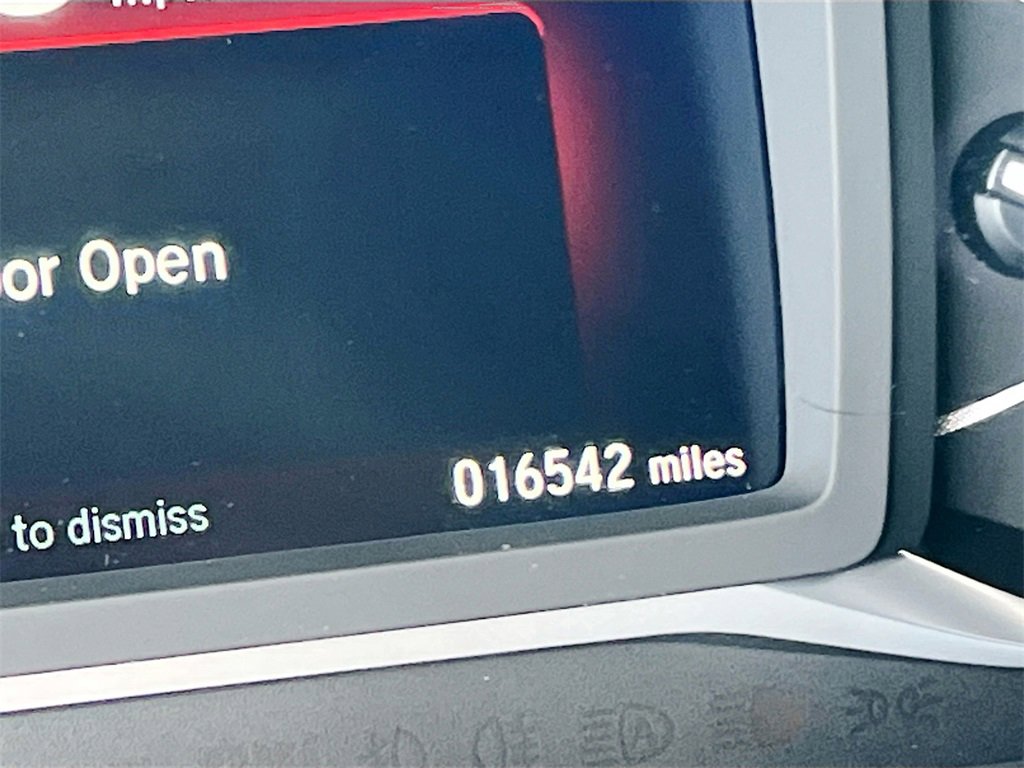 or Open
016542 miles
to dismiss